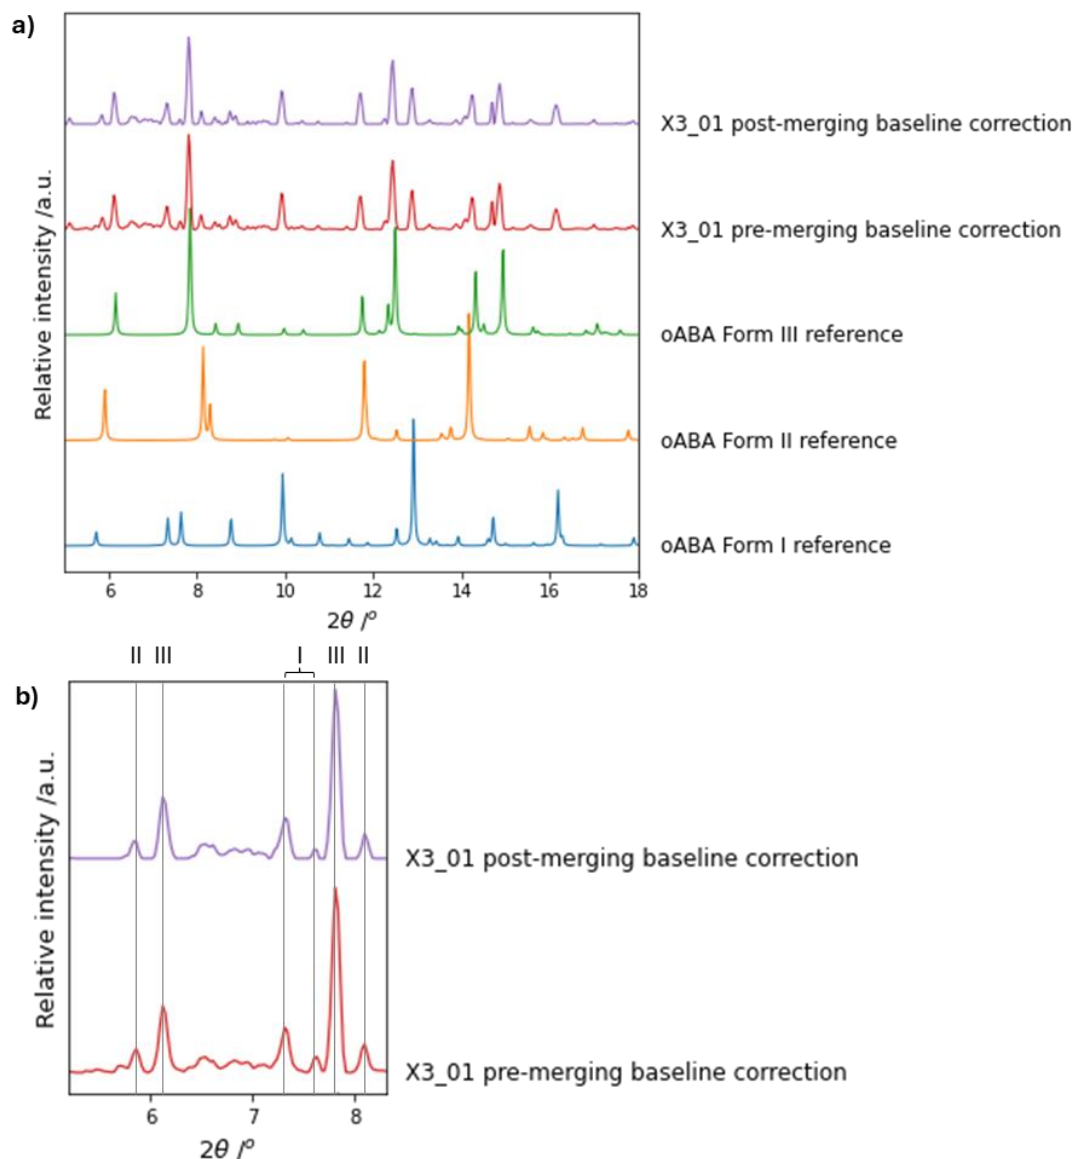 a)
Relative intensity /a.u.
X3_01 post-merging baseline correction
X3_01 pre-merging baseline correction
oABA Form III reference
oABA Form II reference
oABA Form I reference
6 8 10 12 14 16 18
2θ /°
II III I III II
b)
Relative intensity /a.u.
X3_01 post-merging baseline correction
X3_01 pre-merging baseline correction
6 7 8
2θ /°